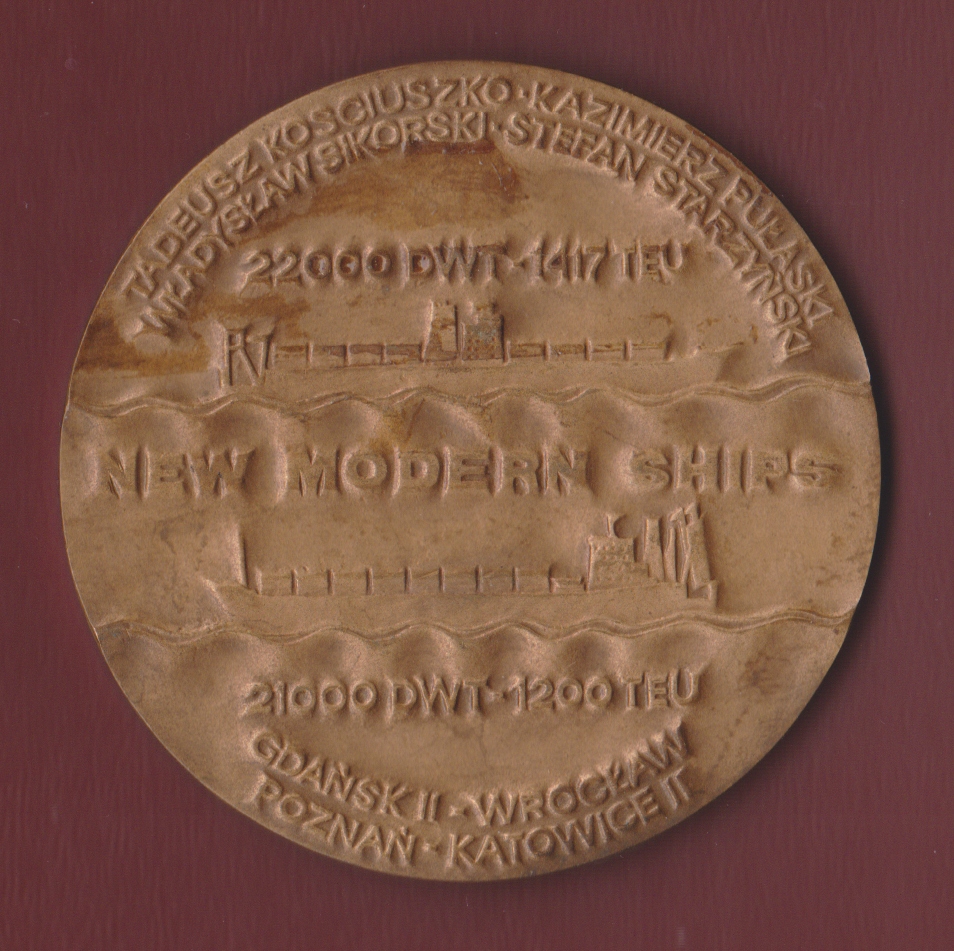 TADEUSZ KOSCIUSZKO · KAZIMIERZ PUŁASKI
WŁADYSŁAW SIKORSKI · STEFAN STARZYŃSKI
22000 DWT · 1417 TEU
NEW MODERN SHIPS
21000 DWT · 1200 TEU
GDAŃSK II · WROCŁAW
POZNAŃ · KATOWICE II